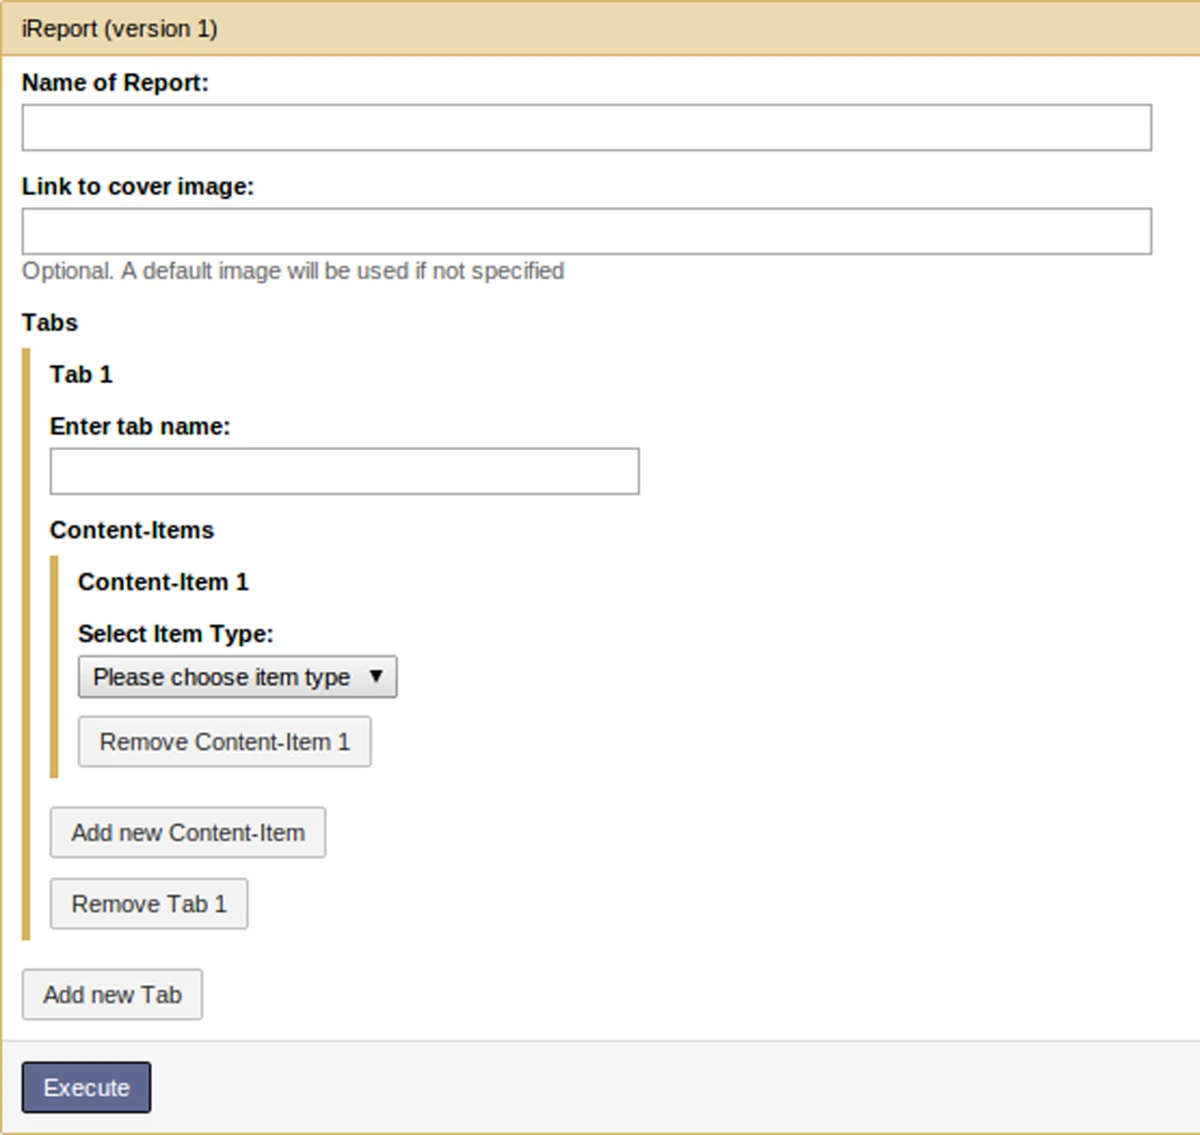 iReport (version 1)
Name of Report:
Link to cover image:
Optional. A default image will be used if not specified
Tabs
Tab 1
Enter tab name:
Content-Items
Content-Item 1
Select Item Type:
Please choose item type ▼
Remove Content-Item 1
Add new Content-Item
Remove Tab 1
Add new Tab
Execute